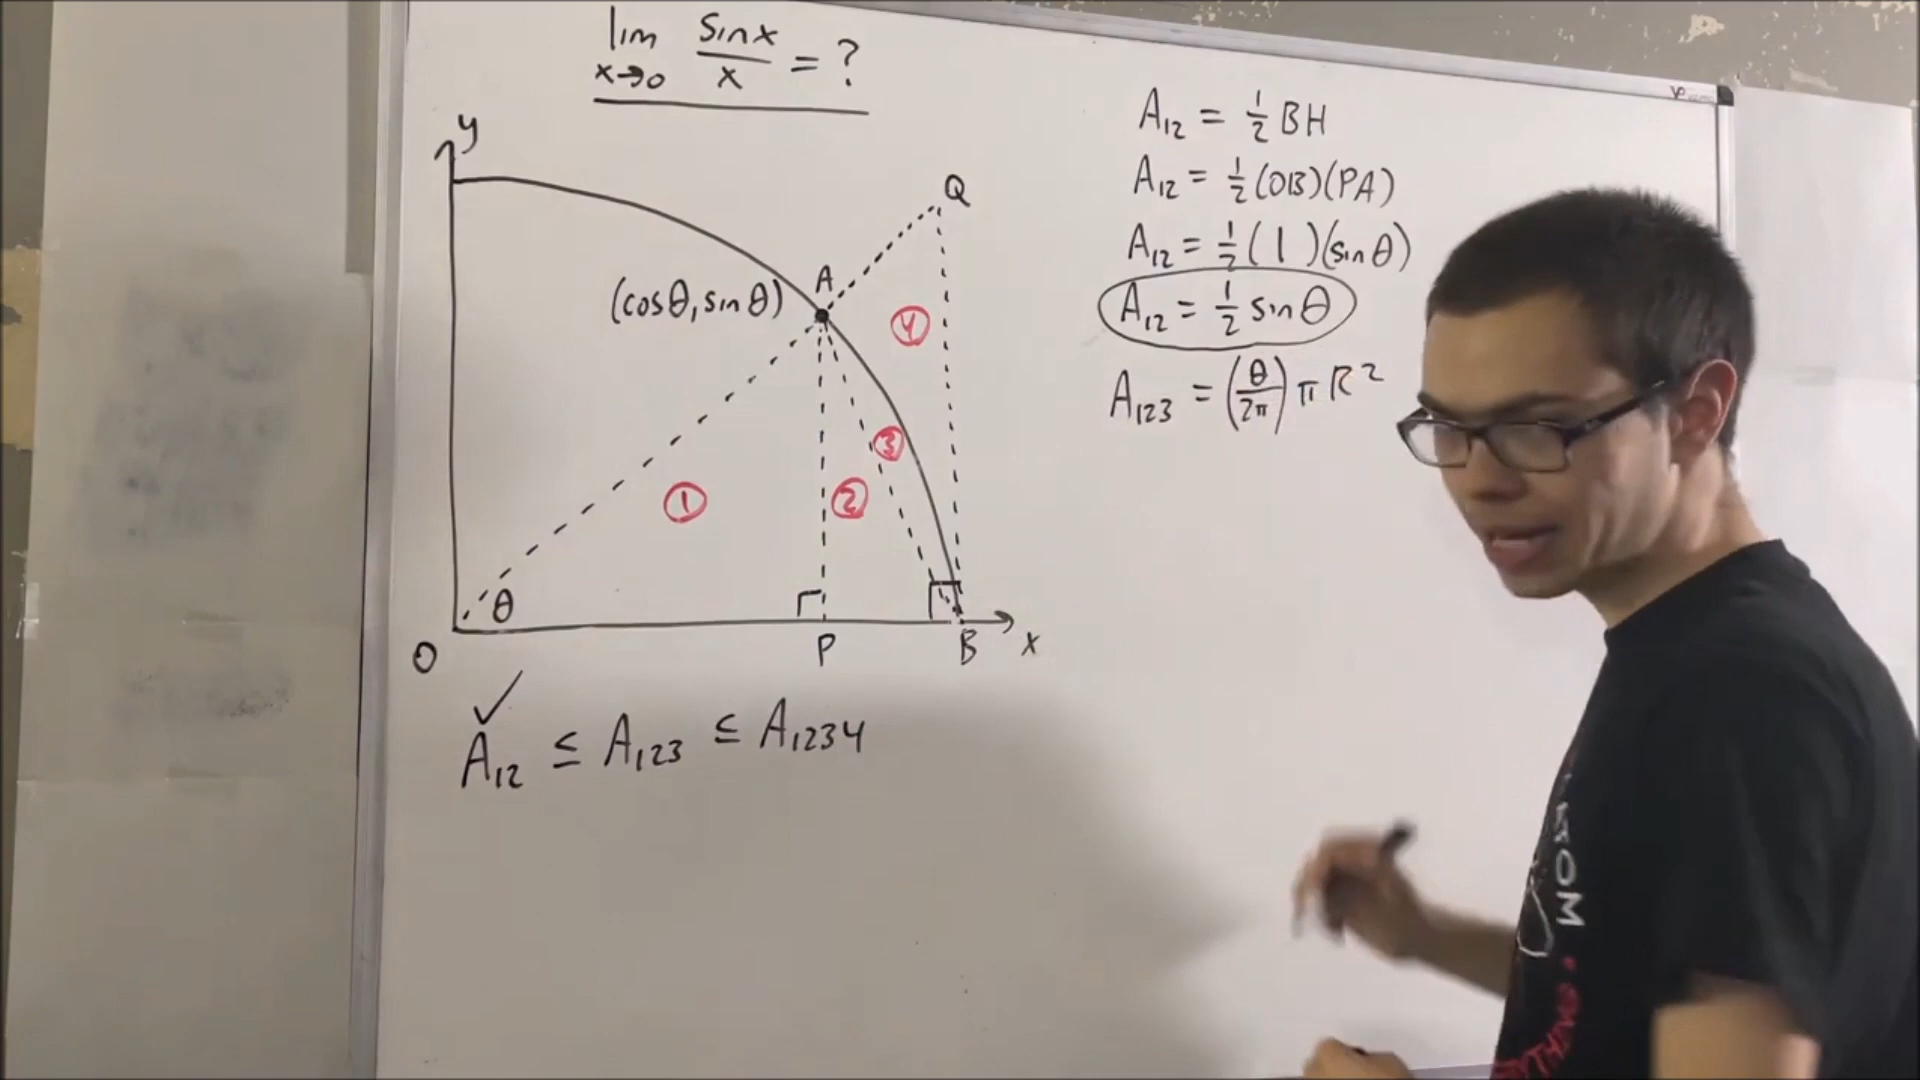 lim sinx
x→0 x = ?
y
Q
A
(cosθ, sinθ)
4
3
1
2
θ
O
P
B
x
✓
A₁₂ ≤ A₁₂₃ ≤ A₁₂₃₄
A₁₂ = ½ BH
A₁₂ = ½ (OB)(PA)
A₁₂ = ½ (1)(sinθ)
A₁₂ = ½ sinθ
A₁₂₃ = (θ/2π) π R²